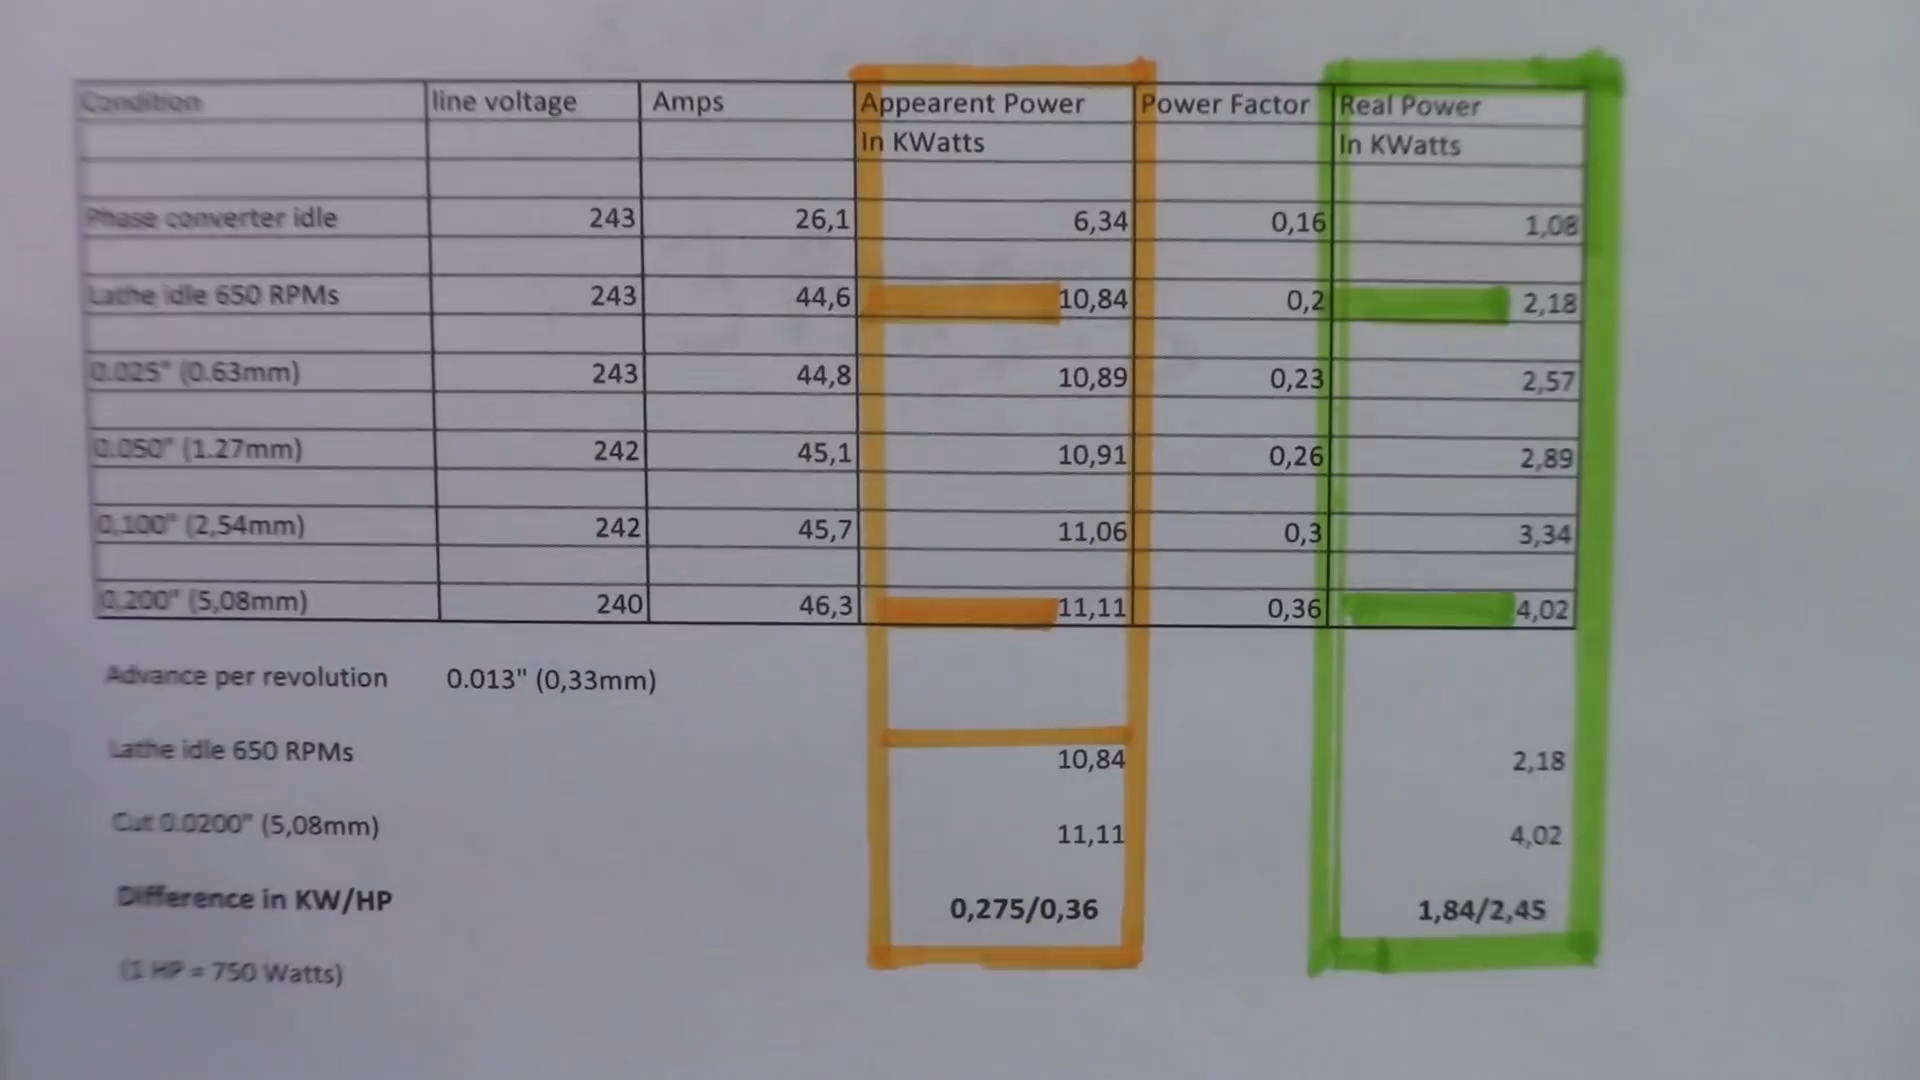 Condition line voltage Amps Appearent Power Power Factor Real Power
In KWatts In KWatts
Phase converter idle 243 26,1 6,34 0,16 1,08
Lathe idle 650 RPMs 243 44,6 10,84 0,2 2,18
0.025" (0.63mm) 243 44,8 10,89 0,23 2,57
0.050" (1.27mm) 242 45,1 10,91 0,26 2,89
0,100" (2,54mm) 242 45,7 11,06 0,3 3,34
0,200" (5,08mm) 240 46,3 11,11 0,36 4,02
Advance per revolution 0.013" (0,33mm)
Lathe idle 650 RPMs 10,84 2,18
Cut 0.0200" (5,08mm) 11,11 4,02
Difference in KW/HP 0,275/0,36 1,84/2,45
(1 HP = 750 Watts)